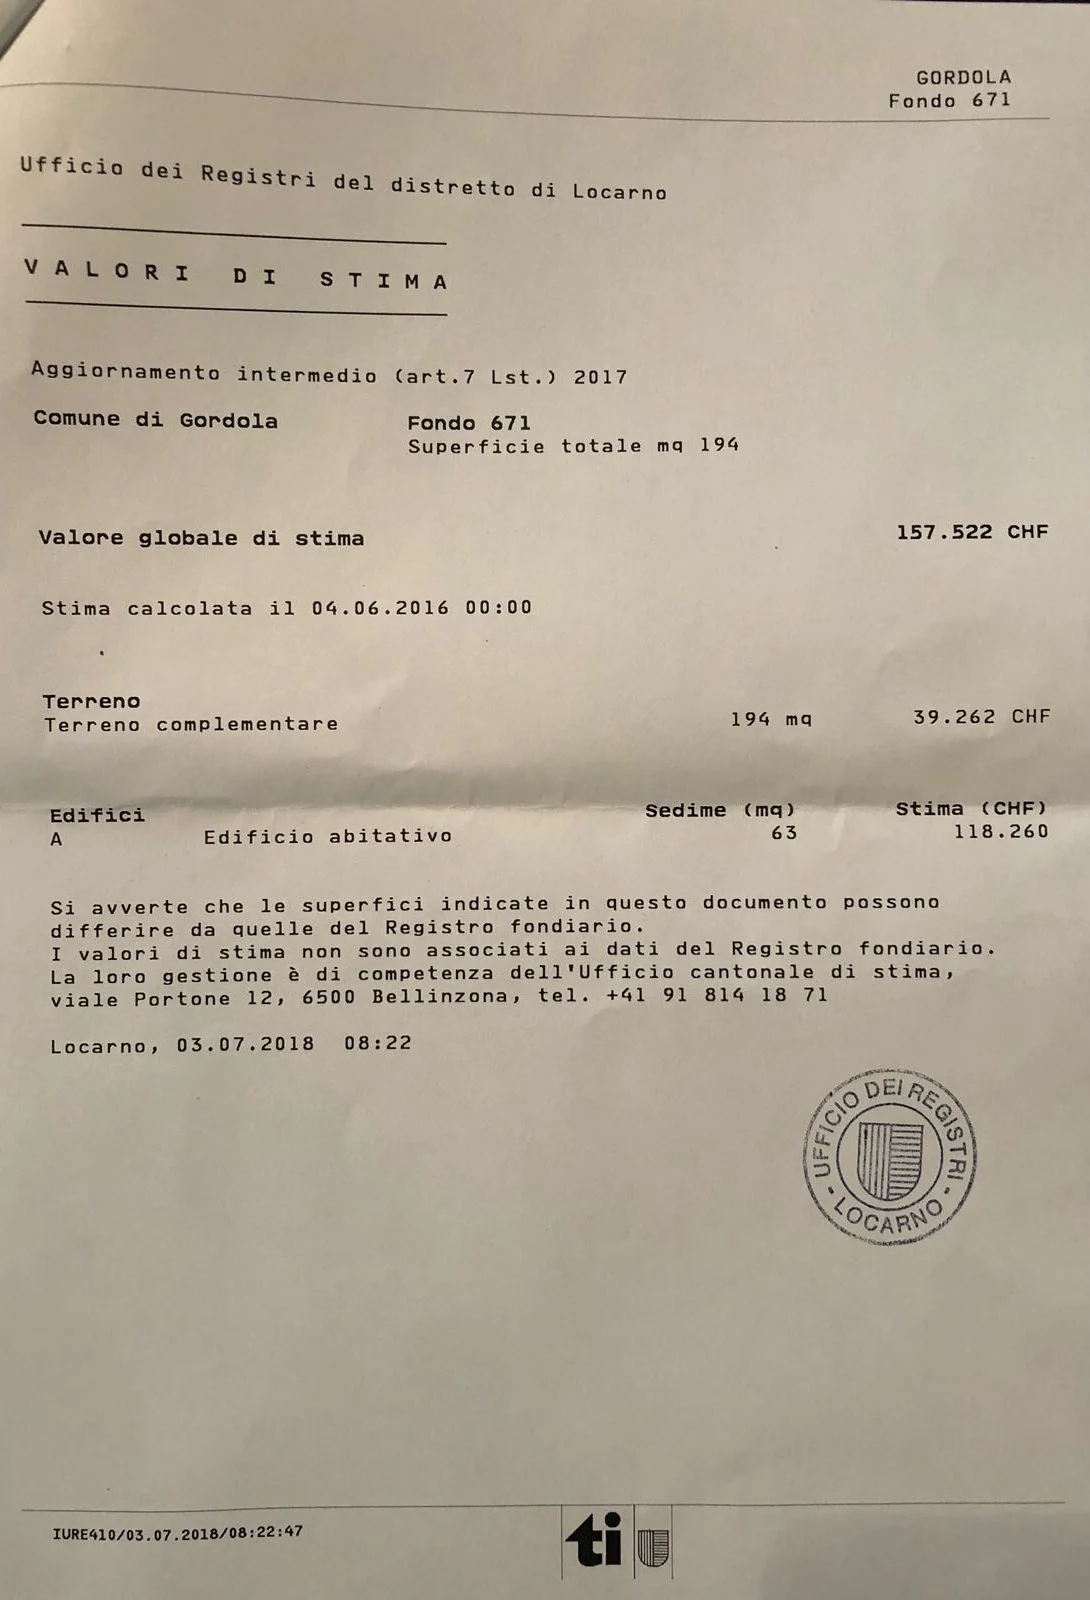 GORDOLA
Fondo 671
Ufficio dei Registri del distretto di Locarno
VALORI DI STIMA
Aggiornamento intermedio (art.7 Lst.) 2017
Comune di Gordola Fondo 671
Superficie totale mq 194
Valore globale di stima 157.522 CHF
Stima calcolata il 04.06.2016 00:00
Terreno
Terreno complementare 194 mq 39.262 CHF
Edifici Sedime (mq) Stima (CHF)
A Edificio abitativo 63 118.260
Si avverte che le superfici indicate in questo documento possono
differire da quelle del Registro fondiario.
I valori di stima non sono associati ai dati del Registro fondiario.
La loro gestione è di competenza dell'Ufficio cantonale di stima,
viale Portone 12, 6500 Bellinzona, tel. +41 91 814 18 71
Locarno, 03.07.2018 08:22
UFFICIO DEI REGISTRI
- LOCARNO -
IURE410/03.07.2018/08:22:47
ti